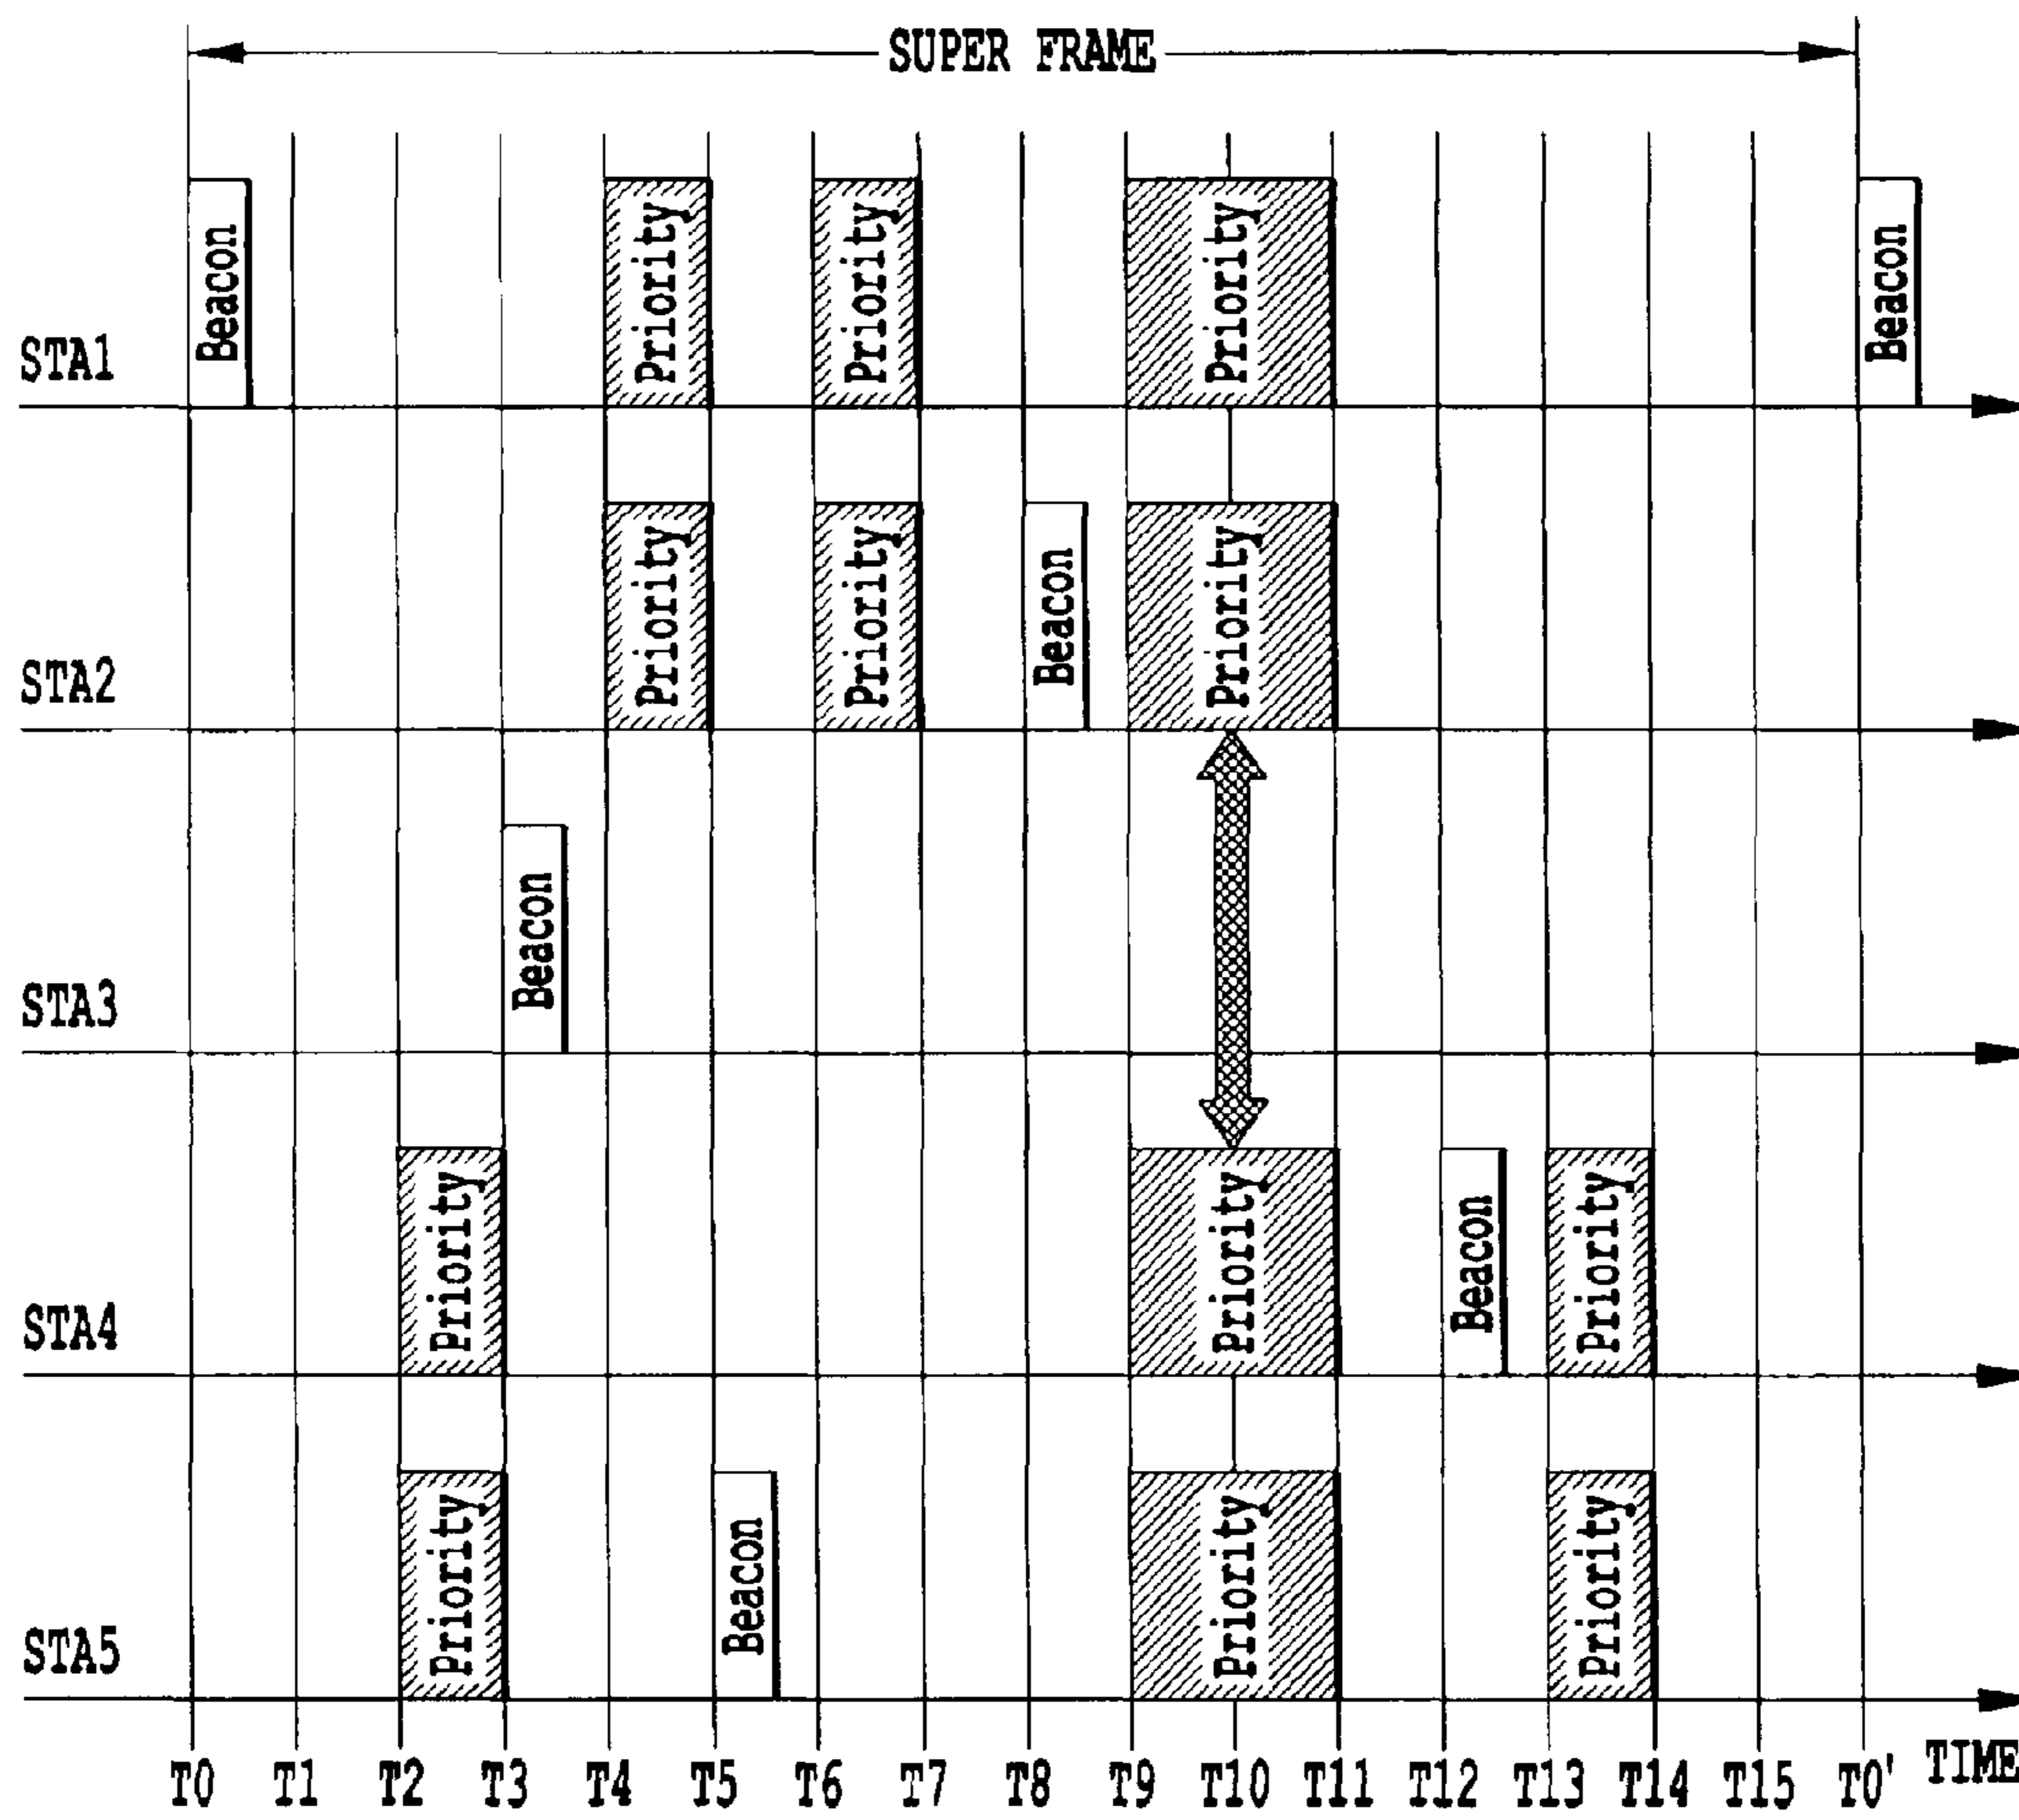 SUPER FRAME
STA1
Beacon
Priority
Priority
Priority
Beacon
STA2
Priority
Priority
Beacon
Priority
STA3
Beacon
STA4
Priority
Priority
Beacon
Priority
STA5
Priority
Beacon
Priority
Priority
T0 T1 T2 T3 T4 T5 T6 T7 T8 T9 T10 T11 T12 T13 T14 T15 T0' TIME